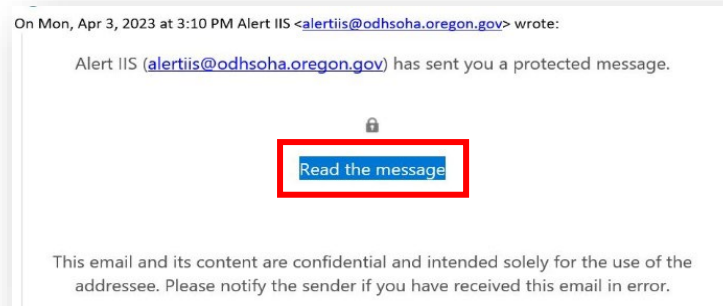 On Mon, Apr 3, 2023 at 3:10 PM Alert IIS <alertiis@odhsoha.oregon.gov> wrote:
Alert IIS (alertiis@odhsoha.oregon.gov) has sent you a protected message.
Read the message
This email and its content are confidential and intended solely for the use of the
addressee. Please notify the sender if you have received this email in error.